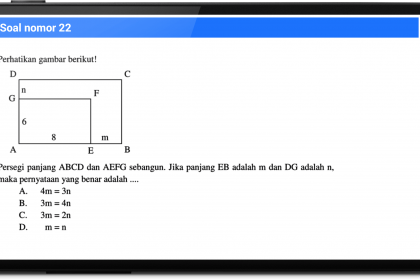 Soal nomor 22
Perhatikan gambar berikut!
D
C
n
G
F
6
8
m
A
E
B
Persegi panjang ABCD dan AEFG sebangun. Jika panjang EB adalah m dan DG adalah n,
maka pernyataan yang benar adalah ....
A. 4m = 3n
B. 3m = 4n
C. 3m = 2n
D. m = n